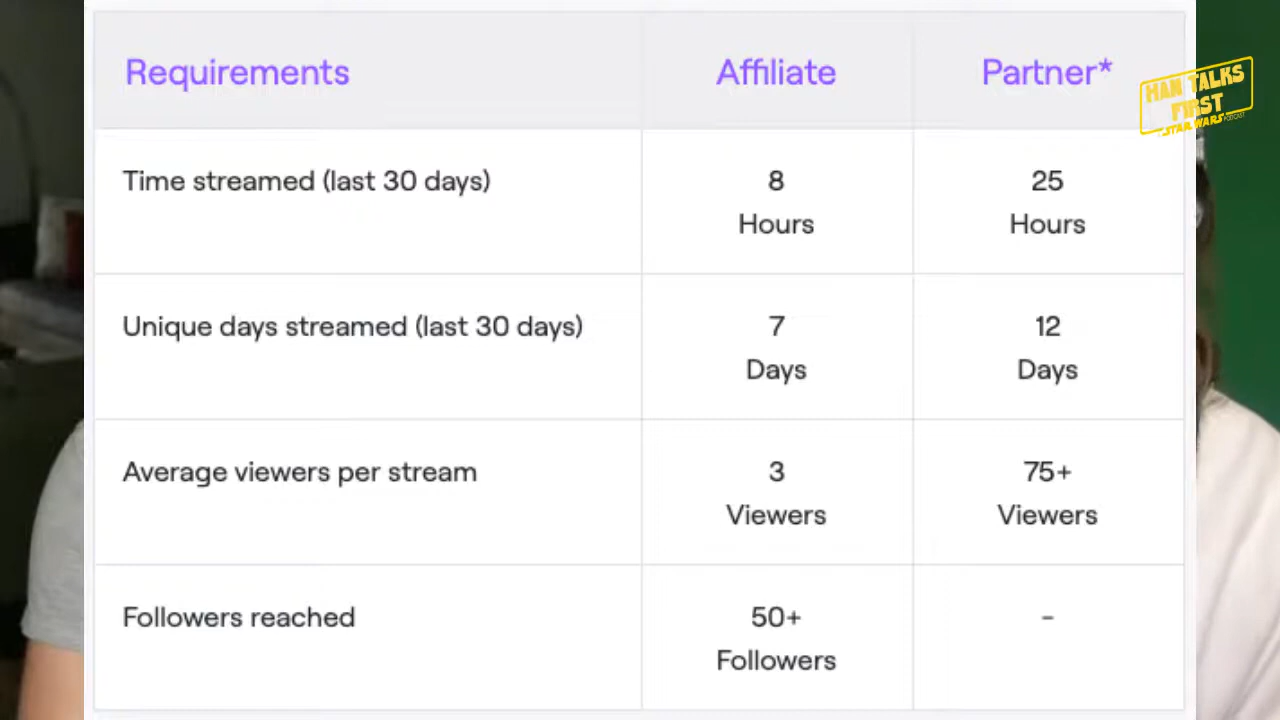 Requirements Affiliate Partner*
HAN TALKS
FIRST
STAR WARS PODCAST
Time streamed (last 30 days) 8 25
Hours Hours
Unique days streamed (last 30 days) 7 12
Days Days
Average viewers per stream 3 75+
Viewers Viewers
Followers reached 50+ -
Followers